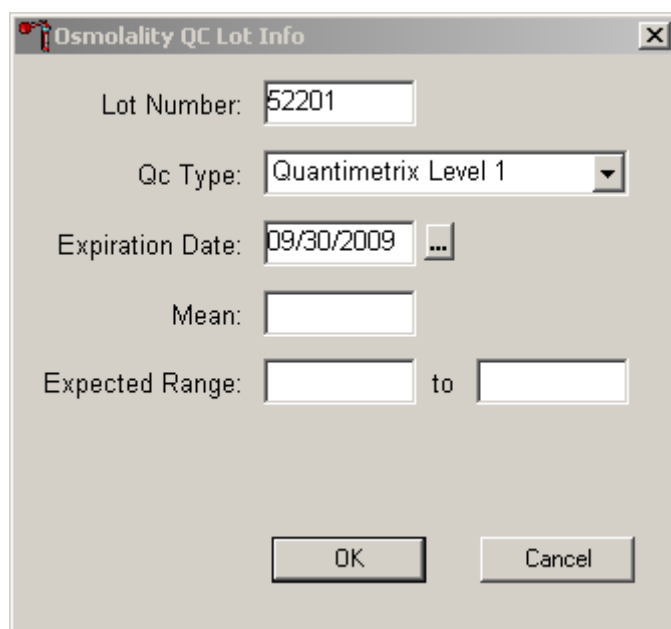 Osmolality QC Lot Info
Lot Number: 52201
Qc Type: Quantimetrix Level 1
Expiration Date: 09/30/2009 ...
Mean:
Expected Range: to
OK Cancel